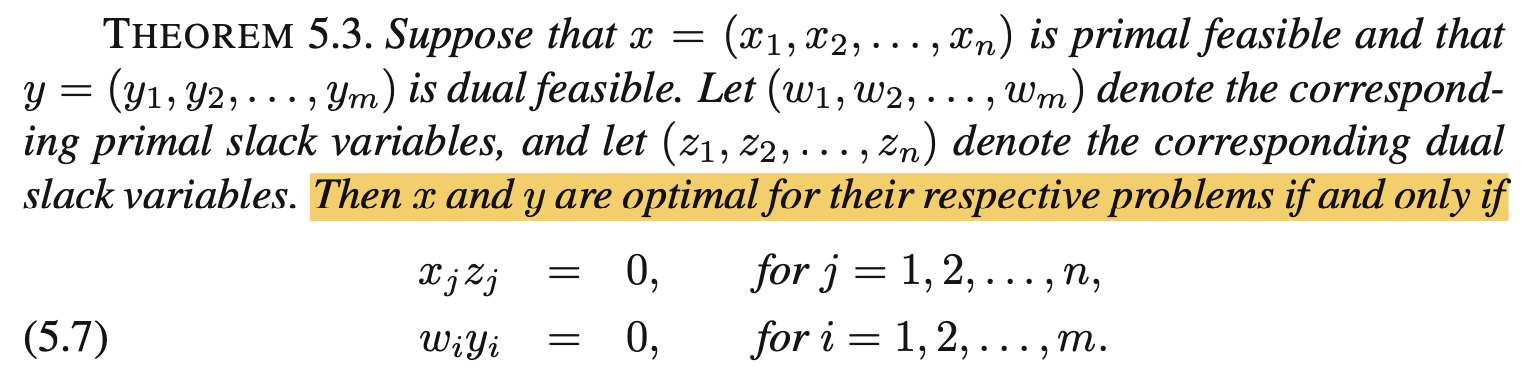 THEOREM 5.3. Suppose that x = (x₁, x₂, . . . , xₙ) is primal feasible and that
y = (y₁, y₂, . . . , yₘ) is dual feasible. Let (w₁, w₂, . . . , wₘ) denote the correspond-
ing primal slack variables, and let (z₁, z₂, . . . , zₙ) denote the corresponding dual
slack variables. Then x and y are optimal for their respective problems if and only if
xⱼzⱼ = 0, for j = 1, 2, . . . , n,
(5.7) wᵢyᵢ = 0, for i = 1, 2, . . . , m.